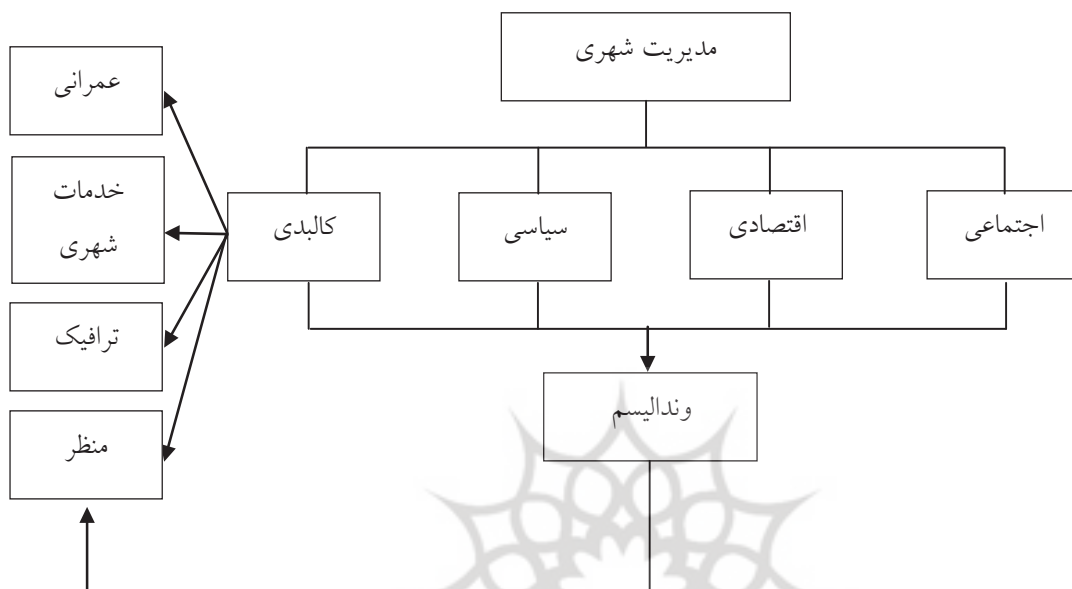 مدیریت شهری
اجتماعی
اقتصادی
سیاسی
کالبدی
عمرانی
خدمات
شهری
ترافیک
منظر
وندالیسم